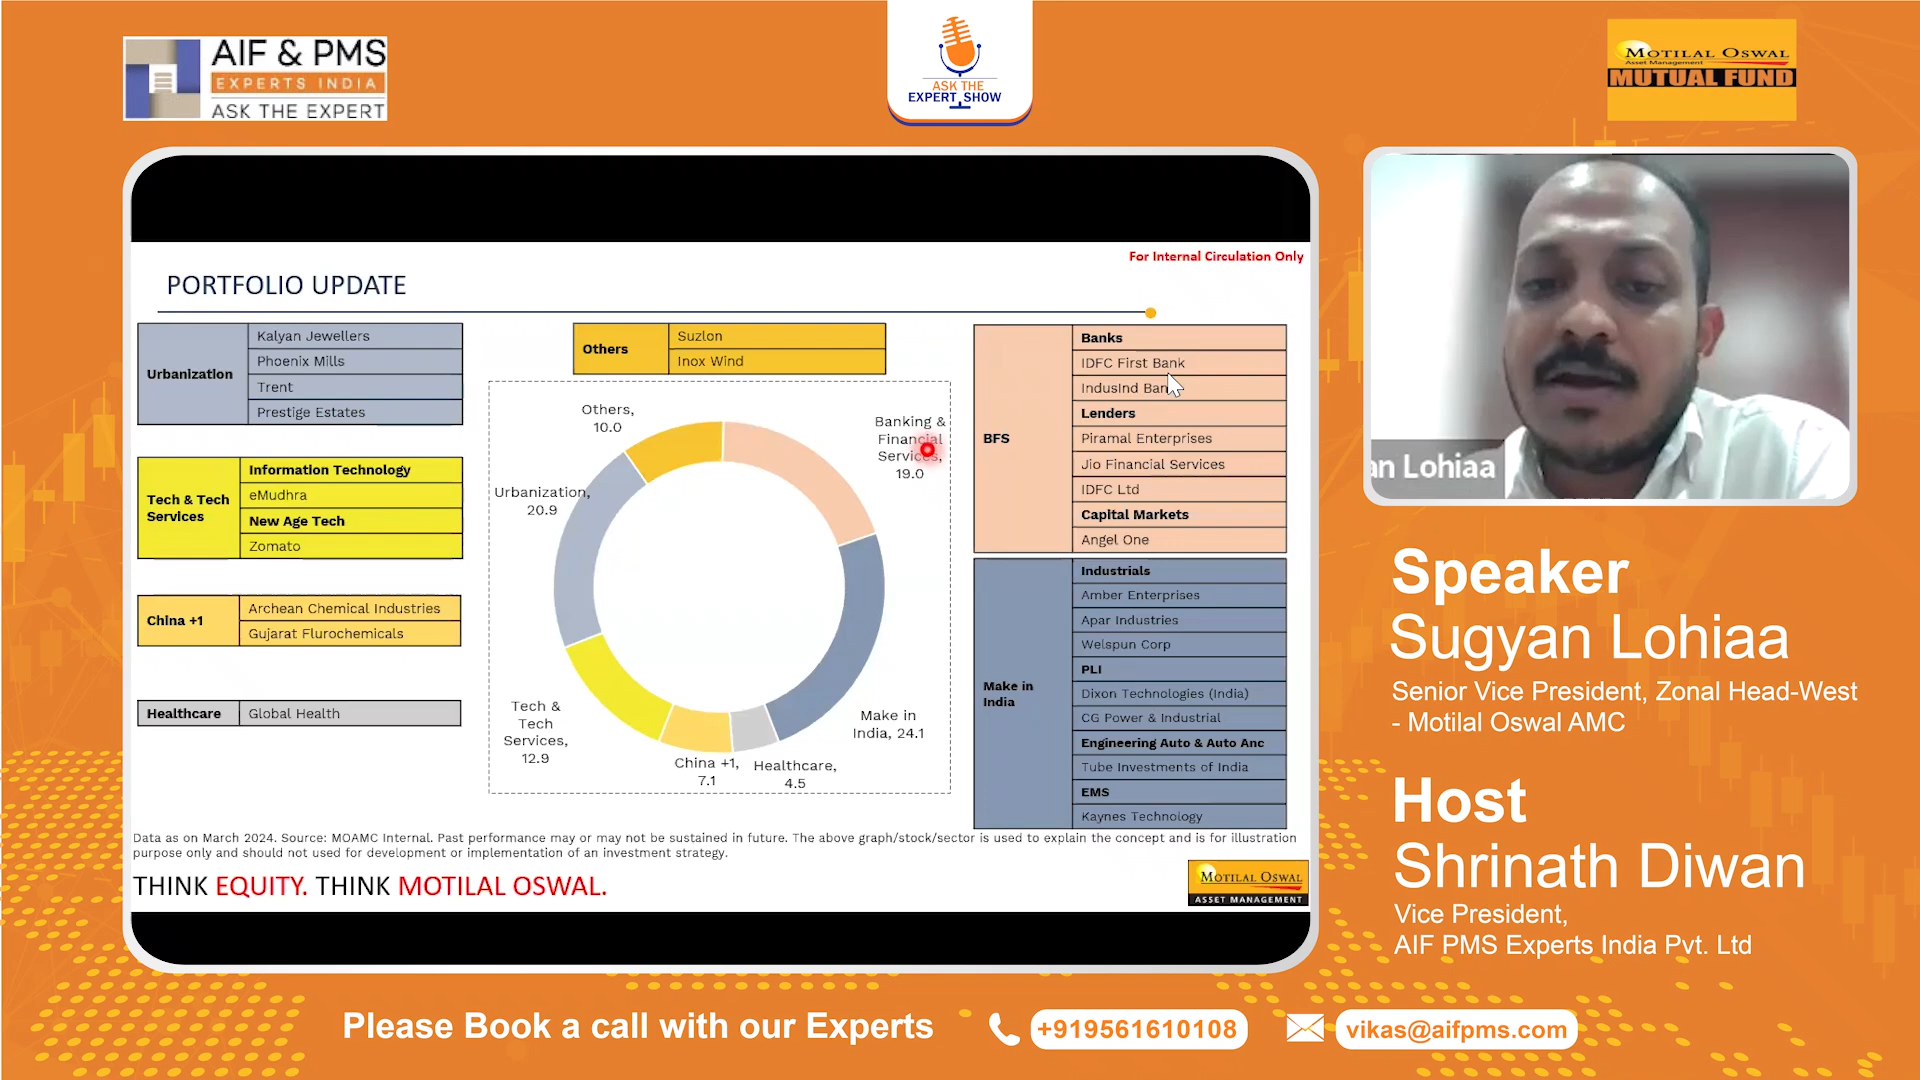 AIF & PMS
EXPERTS INDIA
ASK THE EXPERT
ASK THE
EXPERT SHOW
MOTILAL OSWAL
Asset Management
MUTUAL FUND
For Internal Circulation Only
PORTFOLIO UPDATE
Urbanization
Kalyan Jewellers
Phoenix Mills
Trent
Prestige Estates
Tech & Tech
Services
Information Technology
eMudhra
New Age Tech
Zomato
China +1
Archean Chemical Industries
Gujarat Flurochemicals
Healthcare
Global Health
Others
Suzlon
Inox Wind
Others,
10.0
Banking &
Financial
Services,
19.0
Urbanization,
20.9
Tech &
Tech
Services,
12.9
China +1,
7.1
Healthcare,
4.5
Make in
India, 24.1
BFS
Banks
IDFC First Bank
IndusInd Bank
Lenders
Piramal Enterprises
Jio Financial Services
IDFC Ltd
Capital Markets
Angel One
Make in
India
Industrials
Amber Enterprises
Apar Industries
Welspun Corp
PLI
Dixon Technologies (India)
CG Power & Industrial
Engineering Auto & Auto Anc
Tube Investments of India
EMS
Kaynes Technology
Data as on March 2024. Source: MOAMC Internal. Past performance may or may not be sustained in future. The above graph/stock/sector is used to explain the concept and is for illustration
purpose only and should not used for development or implementation of an investment strategy.
THINK EQUITY. THINK MOTILAL OSWAL.
MOTILAL OSWAL
ASSET MANAGEMENT
an Lohiaa
Speaker
Sugyan Lohiaa
Senior Vice President, Zonal Head-West
- Motilal Oswal AMC
Host
Shrinath Diwan
Vice President,
AIF PMS Experts India Pvt. Ltd
Please Book a call with our Experts
+919561610108
vikas@aifpms.com